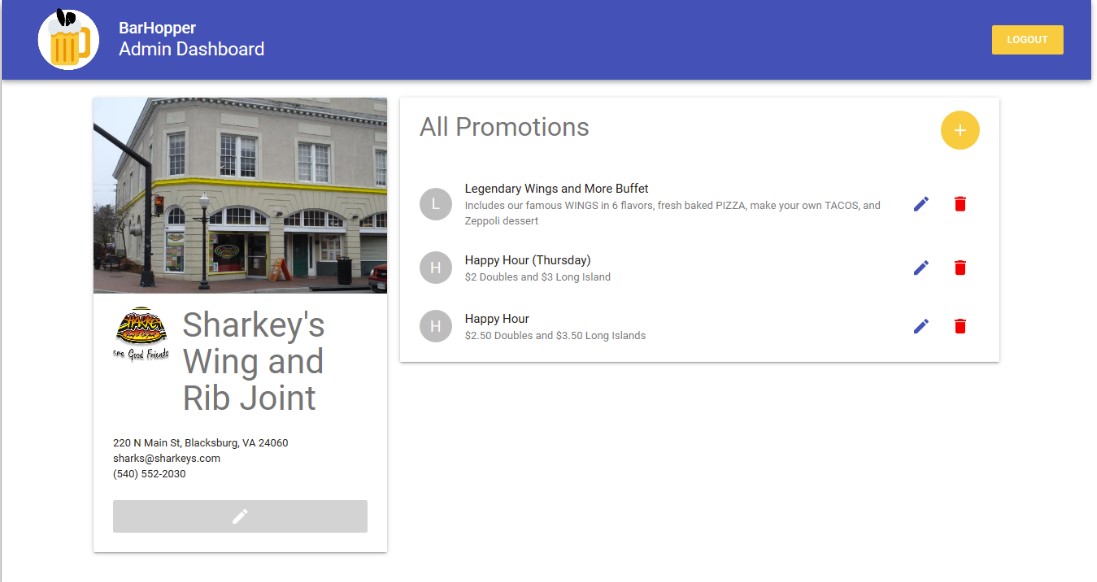 BarHopper
Admin Dashboard
LOGOUT
Sharkey's
Wing and
Rib Joint
220 N Main St, Blacksburg, VA 24060
sharks@sharkeys.com
(540) 552-2030
All Promotions
+
L
Legendary Wings and More Buffet
Includes our famous WINGS in 6 flavors, fresh baked PIZZA, make your own TACOS, and
Zeppoli dessert
H
Happy Hour (Thursday)
$2 Doubles and $3 Long Island
H
Happy Hour
$2.50 Doubles and $3.50 Long Islands